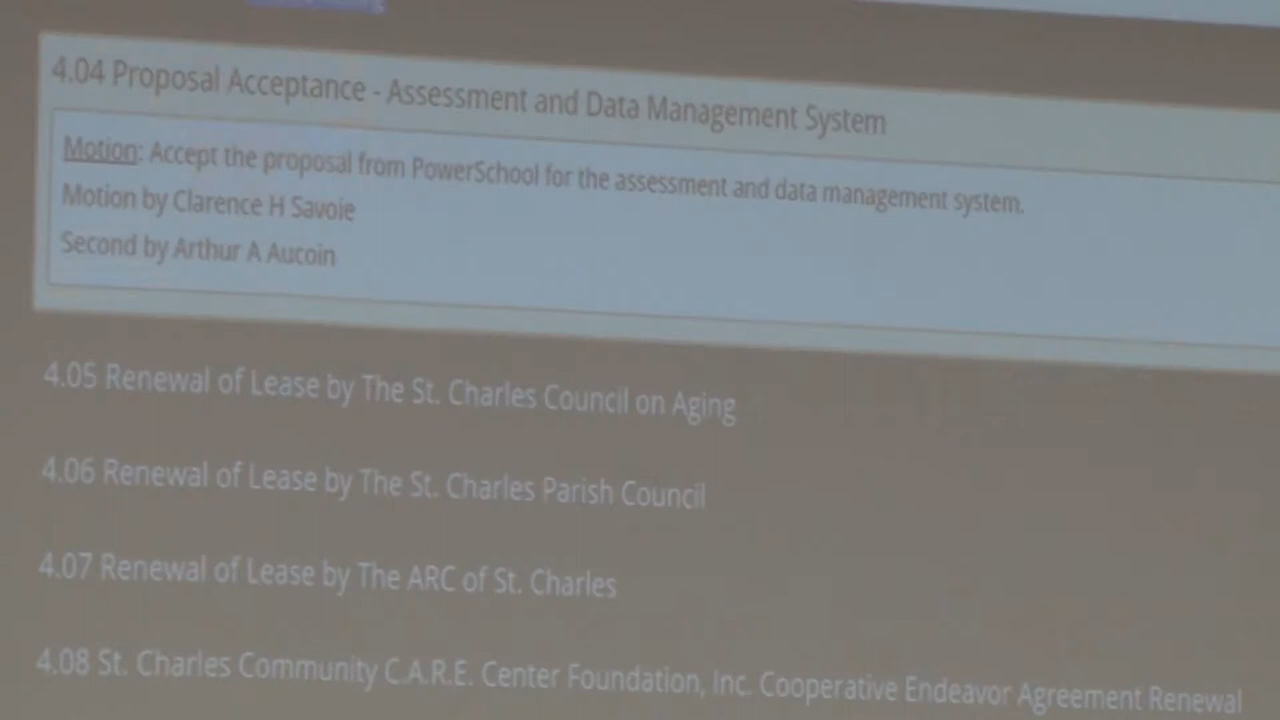 4.04 Proposal Acceptance - Assessment and Data Management System
Motion: Accept the proposal from PowerSchool for the assessment and data management system.
Motion by Clarence H Savoie
Second by Arthur A Aucoin
4.05 Renewal of Lease by The St. Charles Council on Aging
4.06 Renewal of Lease by The St. Charles Parish Council
4.07 Renewal of Lease by The ARC of St. Charles
4.08 St. Charles Community C.A.R.E. Center Foundation, Inc. Cooperative Endeavor Agreement Renewal